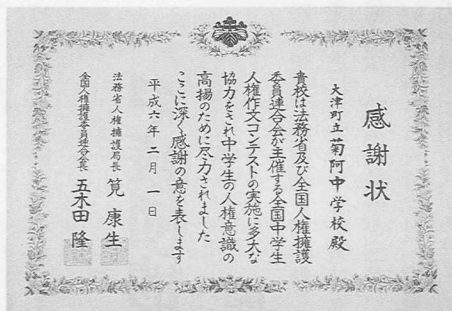 感謝状
大津町立菊阿中学校殿
貴校は法務省及び全国人権擁護
委員連合会が主催する全国中学生
人権作文コンテストの実施に多大な
協力をされ中学生の人権意識の
高揚のために尽力されました
ここに深く感謝の意を表します
平成六年二月一日
法務省人権擁護局長 筧康生
全国人権擁護委員連合会長 五木田隆